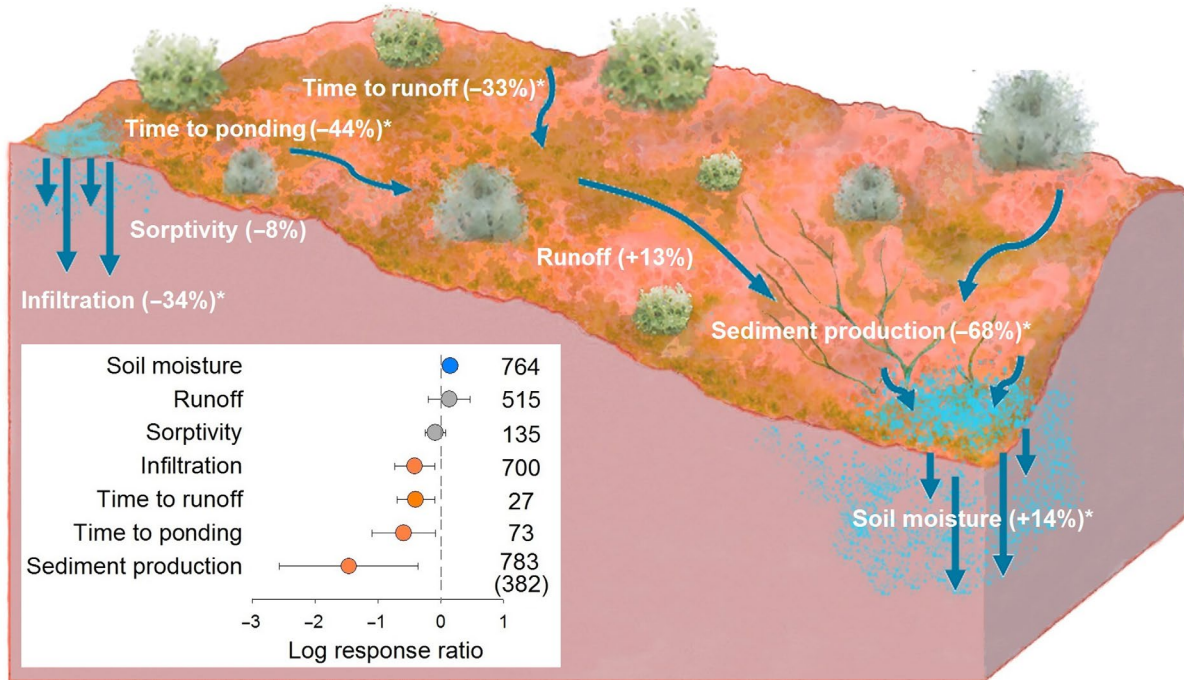 Time to runoff (–33%)*
Time to ponding (–44%)*
Sorptivity (–8%)
Runoff (+13%)
Infiltration (–34%)*
Sediment production (–68%)*
Soil moisture (+14%)*
Soil moisture 764
Runoff 515
Sorptivity 135
Infiltration 700
Time to runoff 27
Time to ponding 73
Sediment production 783
(382)
–3 –2 –1 0 1
Log response ratio